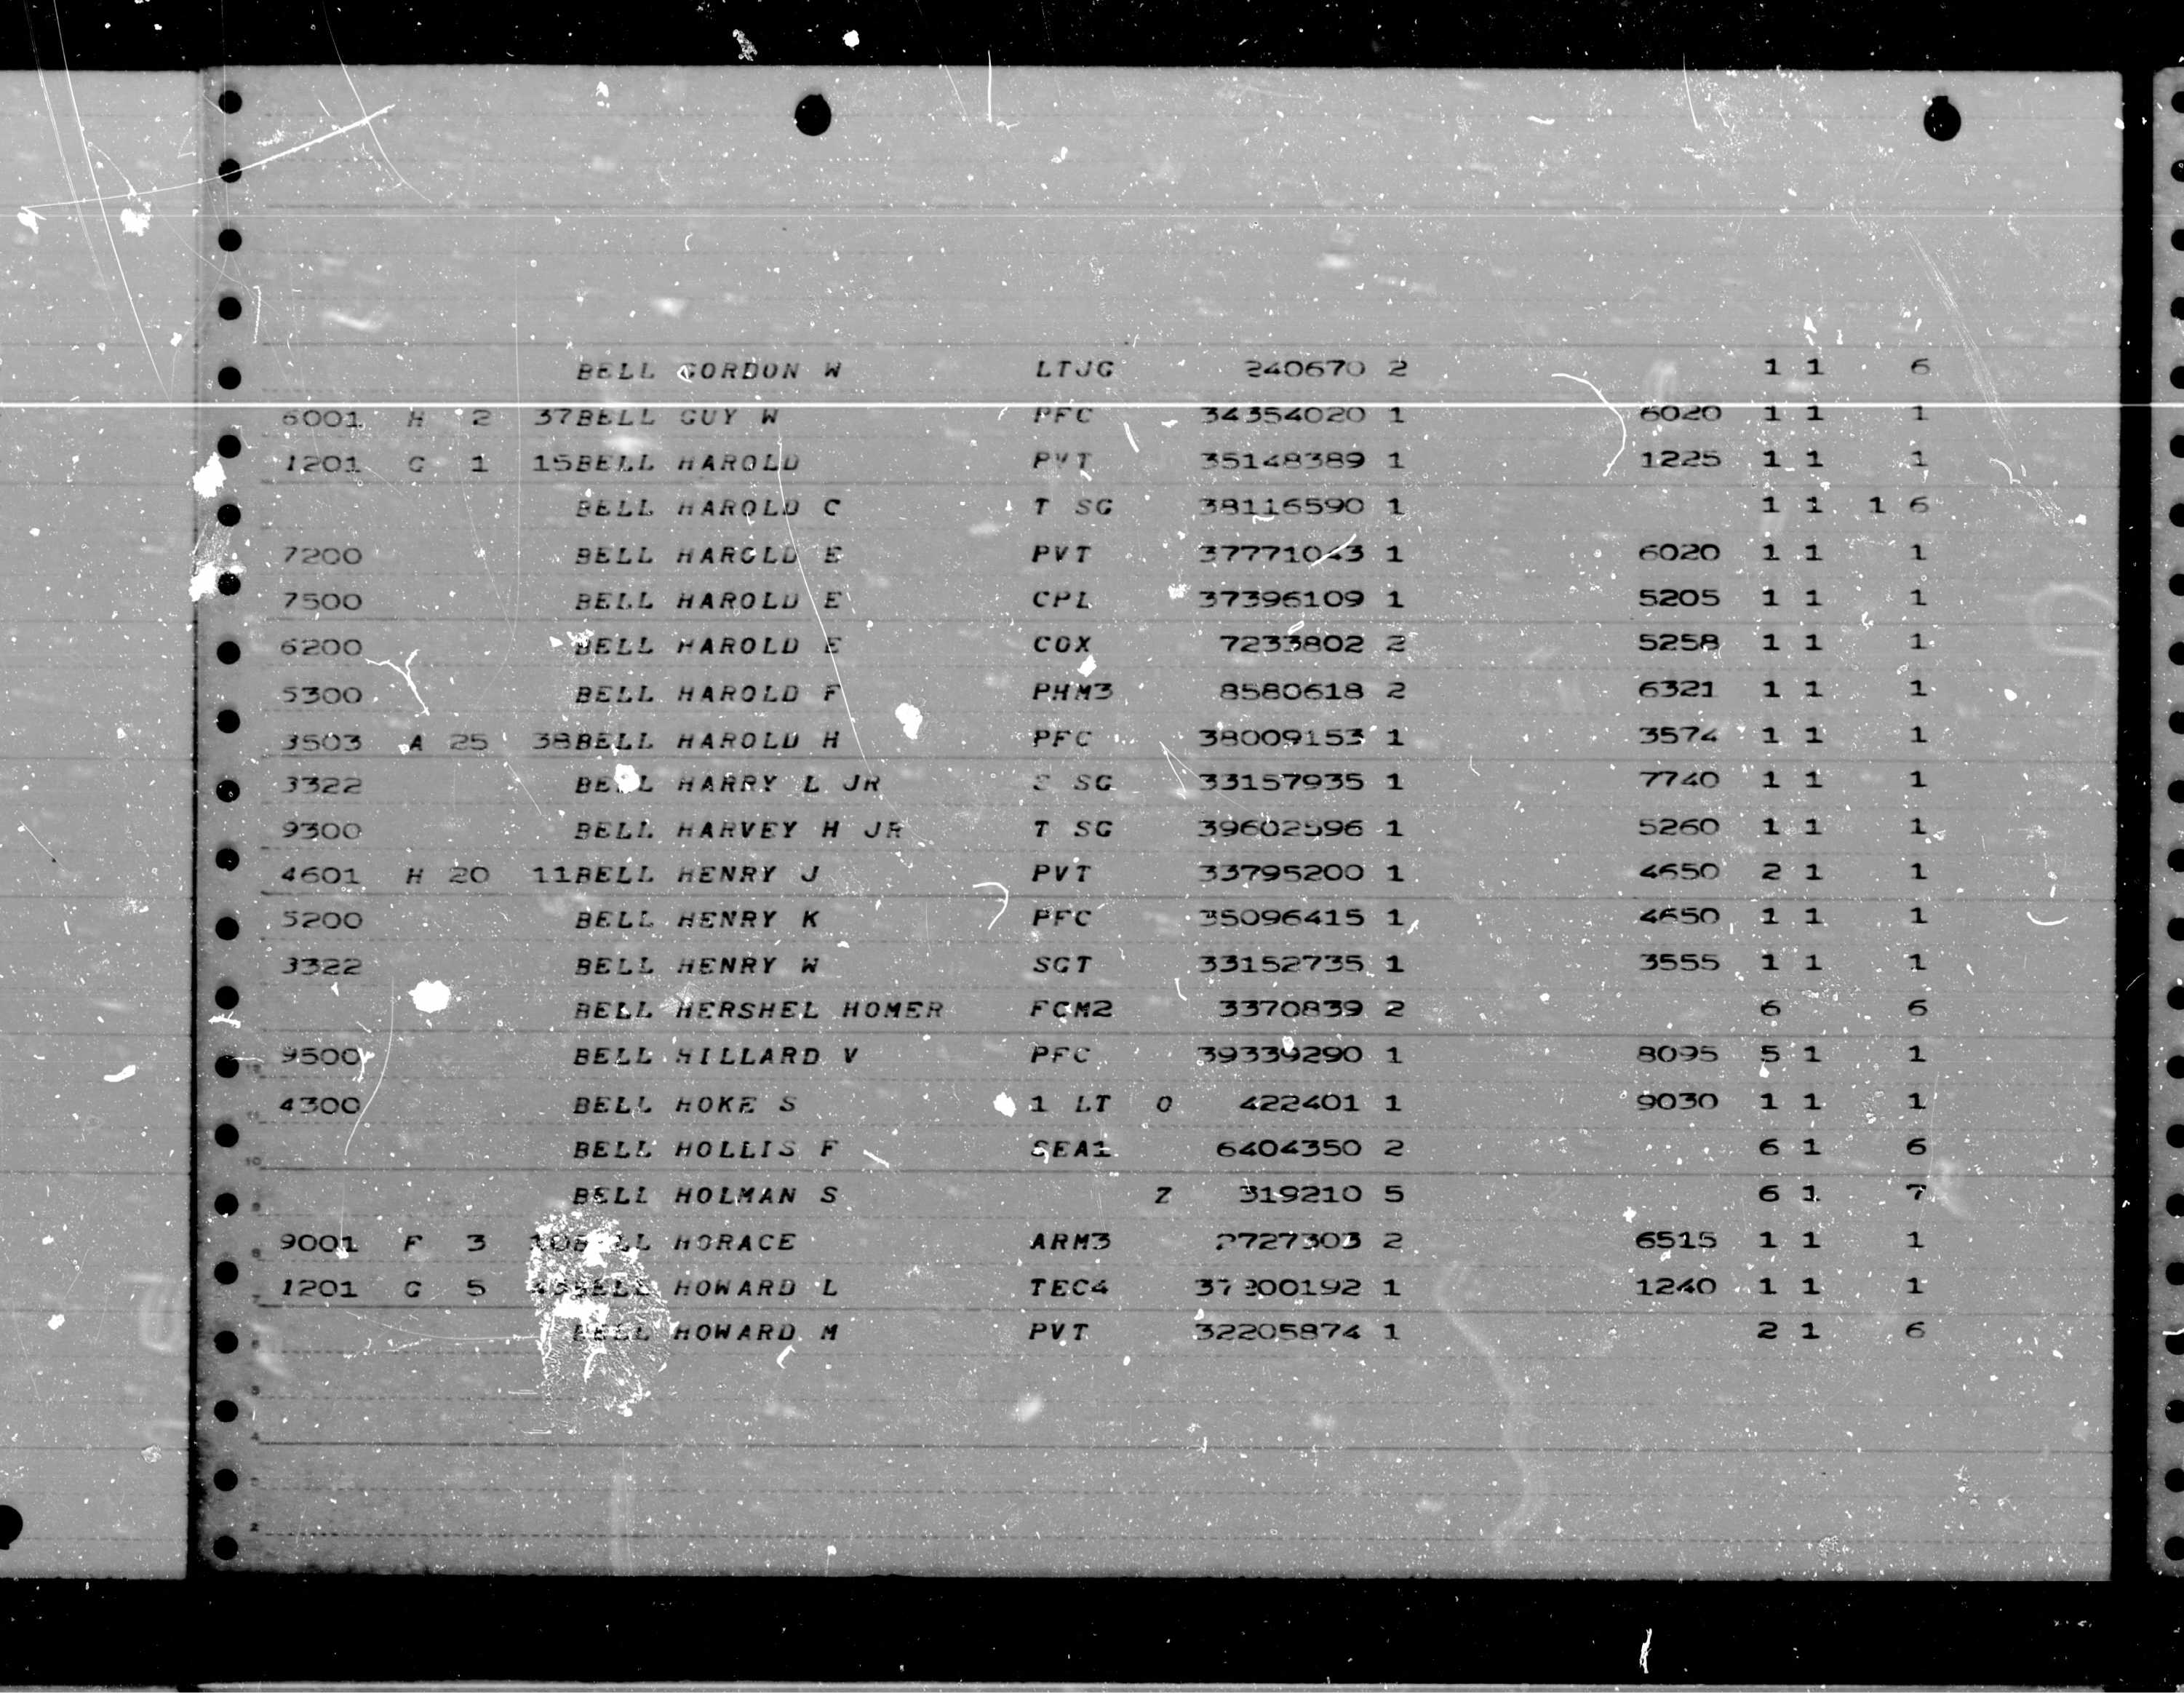 BELL GORDON W LTJG 240670 2 1 1 6
6001 H 2 37BELL GUY W PFC 34354020 1 6020 1 1 1
1201 G 1 15BELL HAROLD PVT 35148389 1 1225 1 1 1
BELL HAROLD C T SG 38116590 1 1 1 1 6
7200 BELL HAROLD E PVT 37771043 1 6020 1 1 1
7500 BELL HAROLD E CPL 37396109 1 5205 1 1 1
6200 BELL HAROLD E COX 7233802 2 5258 1 1 1
5300 BELL HAROLD F PHM3 8580618 2 6321 1 1 1
3503 A 25 38BELL HAROLD H PFC 38009153 1 3574 1 1 1
3322 BELL HARRY L JR S SG 33157935 1 7740 1 1 1
9300 BELL HARVEY H JR T SG 39602596 1 5260 1 1 1
4601 H 20 11BELL HENRY J PVT 33795200 1 4650 2 1 1
5200 BELL HENRY K PFC 35096415 1 4650 1 1 1
3322 BELL HENRY W SGT 33152735 1 3555 1 1 1
BELL HERSHEL HOMER FCM2 3370839 2 6 6
9500 BELL HILLARD V PFC 39339290 1 8095 5 1 1
4300 BELL HOKE S 1 LT O 422401 1 9030 1 1 1
BELL HOLLIS F SEA1 6404350 2 6 1 6
BELL HOLMAN S Z 319210 5 6 1 7
9001 F 3 BELL HORACE ARM3 2727303 2 6515 1 1 1
1201 G 5 BELL HOWARD L TEC4 37200192 1 1240 1 1 1
BELL HOWARD M PVT 32205874 1 2 1 6